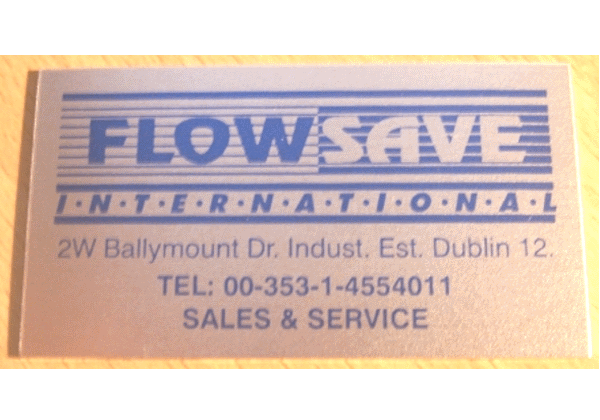 FLOWSAVE
I·N·T·E·R·N·A·T·I·O·N·A·L
2W Ballymount Dr. Indust. Est. Dublin 12.
TEL: 00-353-1-4554011
SALES & SERVICE